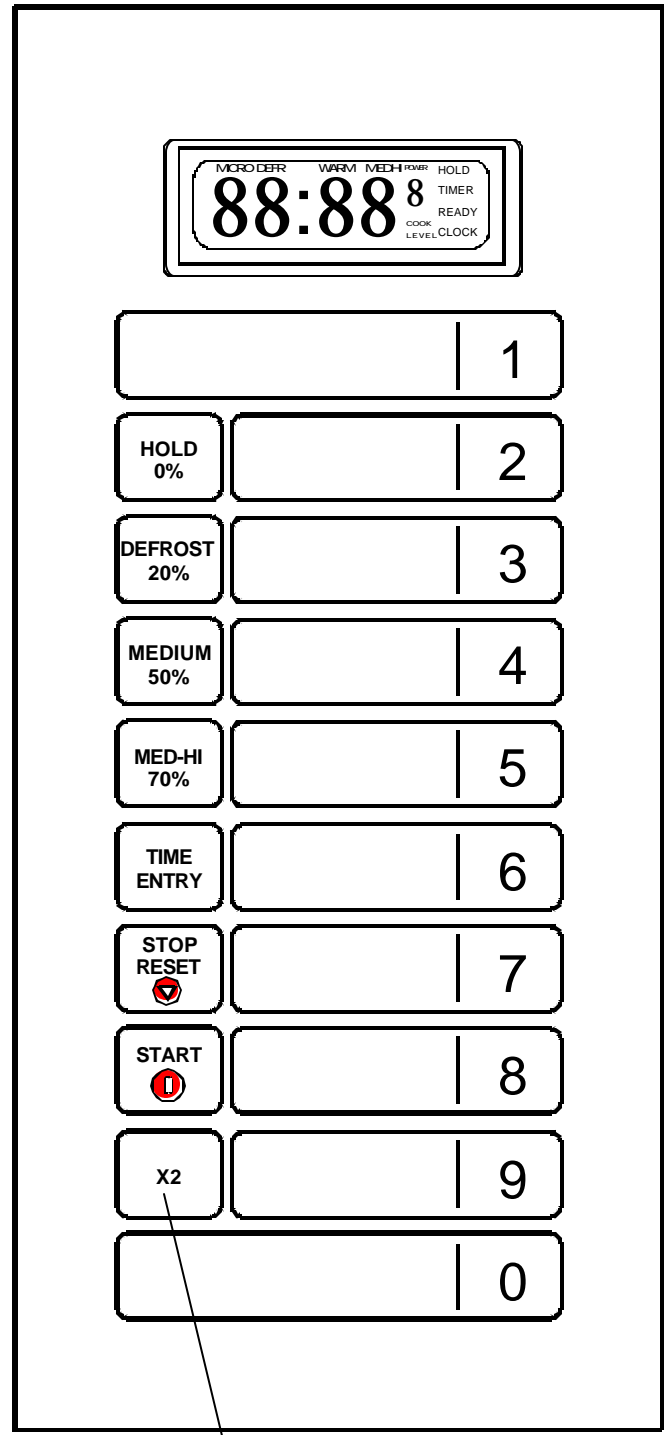 MICRO DEFR WARM MEDHI POWER HOLD
88:88 8 TIMER
READY
COOK
LEVEL CLOCK
1
HOLD
0%
2
DEFROST
20%
3
MEDIUM
50%
4
MED-HI
70%
5
TIME
ENTRY
6
STOP
RESET
7
START
8
X2
9
0